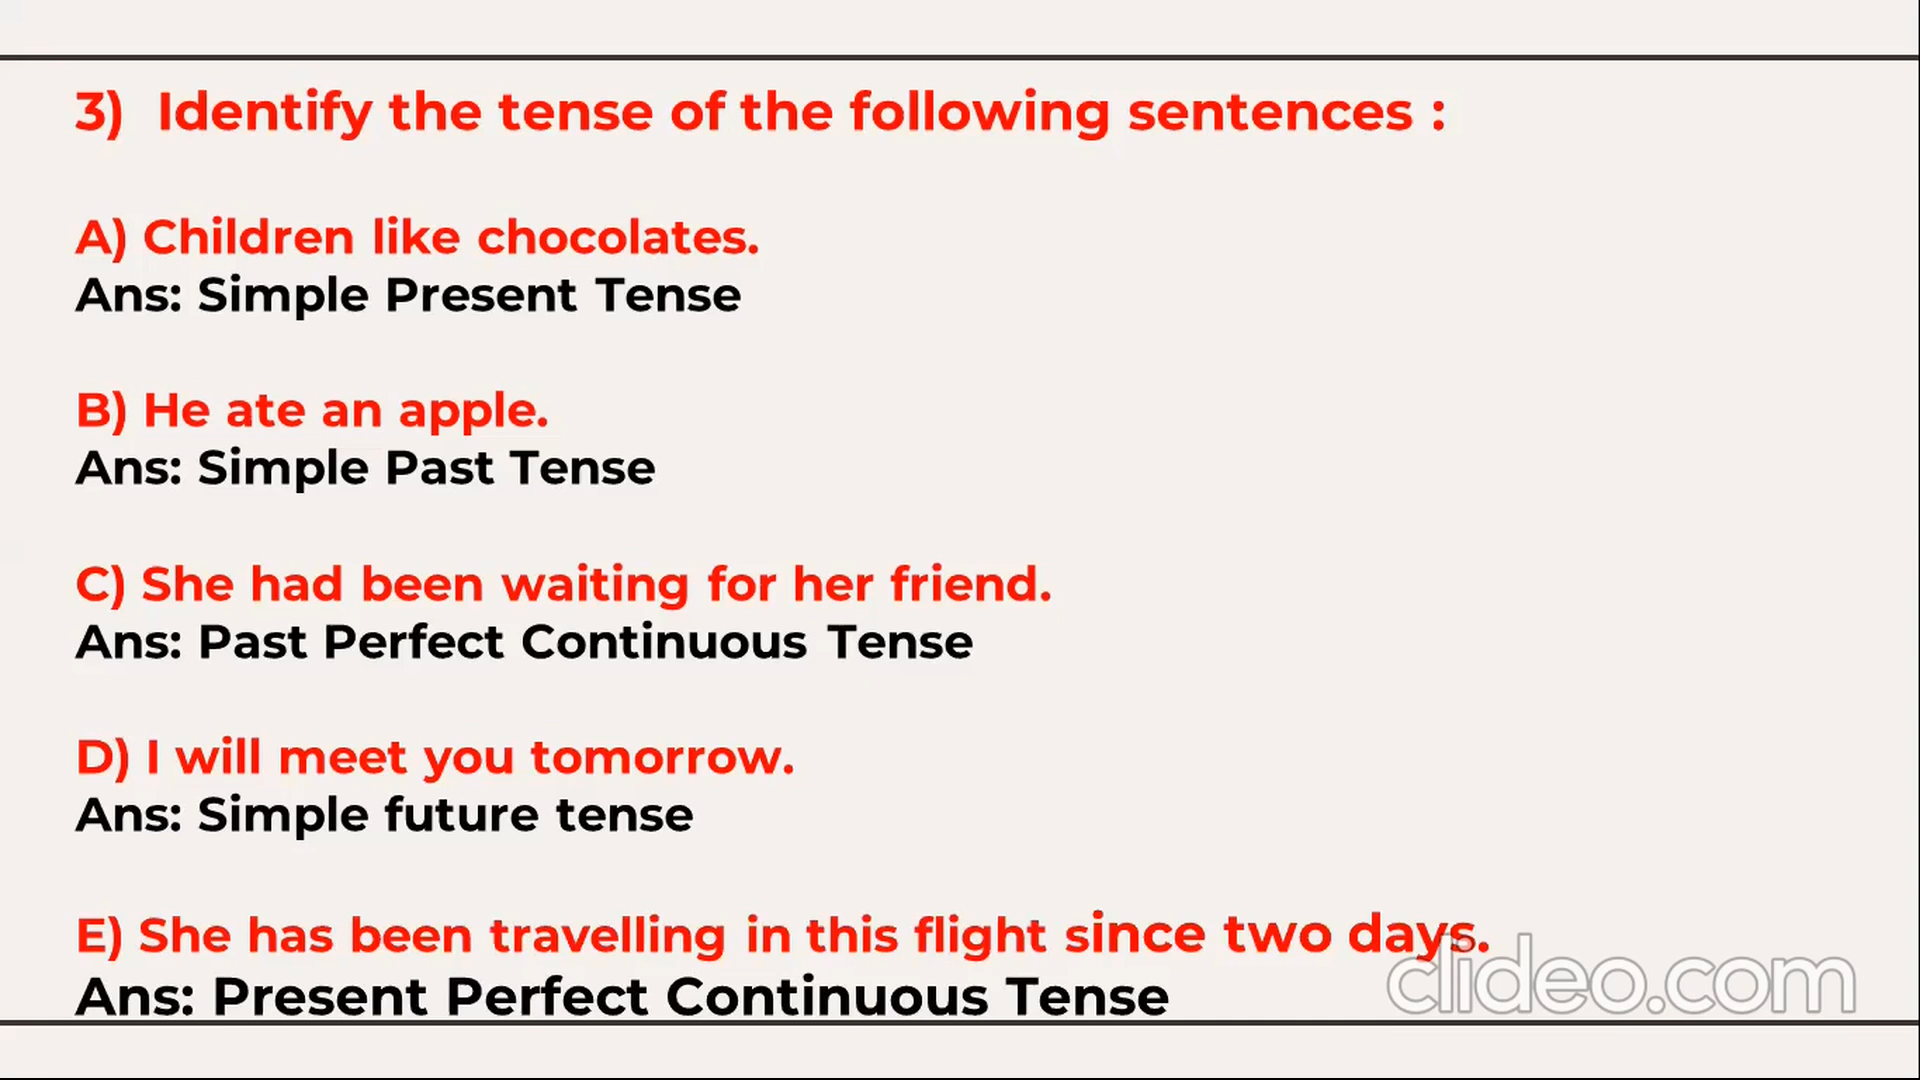 3) Identify the tense of the following sentences :
A) Children like chocolates.
Ans: Simple Present Tense
B) He ate an apple.
Ans: Simple Past Tense
C) She had been waiting for her friend.
Ans: Past Perfect Continuous Tense
D) I will meet you tomorrow.
Ans: Simple future tense
E) She has been travelling in this flight since two days.
Ans: Present Perfect Continuous Tense
clideo.com